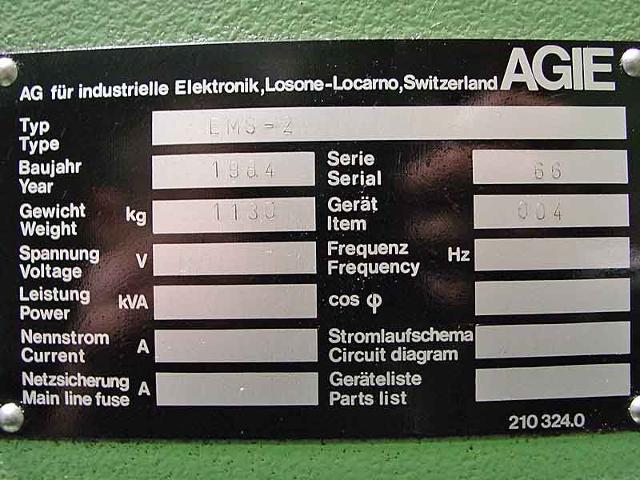 AG für industrielle Elektronik, Losone-Locarno, Switzerland AGIE
Typ
Type
EMS-2
Baujahr
Year
1984
Serie
Serial
66
Gewicht
Weight
kg
1130
Gerät
Item
004
Spannung
Voltage
V
Frequenz
Frequency
Hz
Leistung
Power
kVA
cos φ
Nennstrom
Current
A
Stromlaufschema
Circuit diagram
Netzsicherung
Main line fuse
A
Geräteliste
Parts list
210 324.0